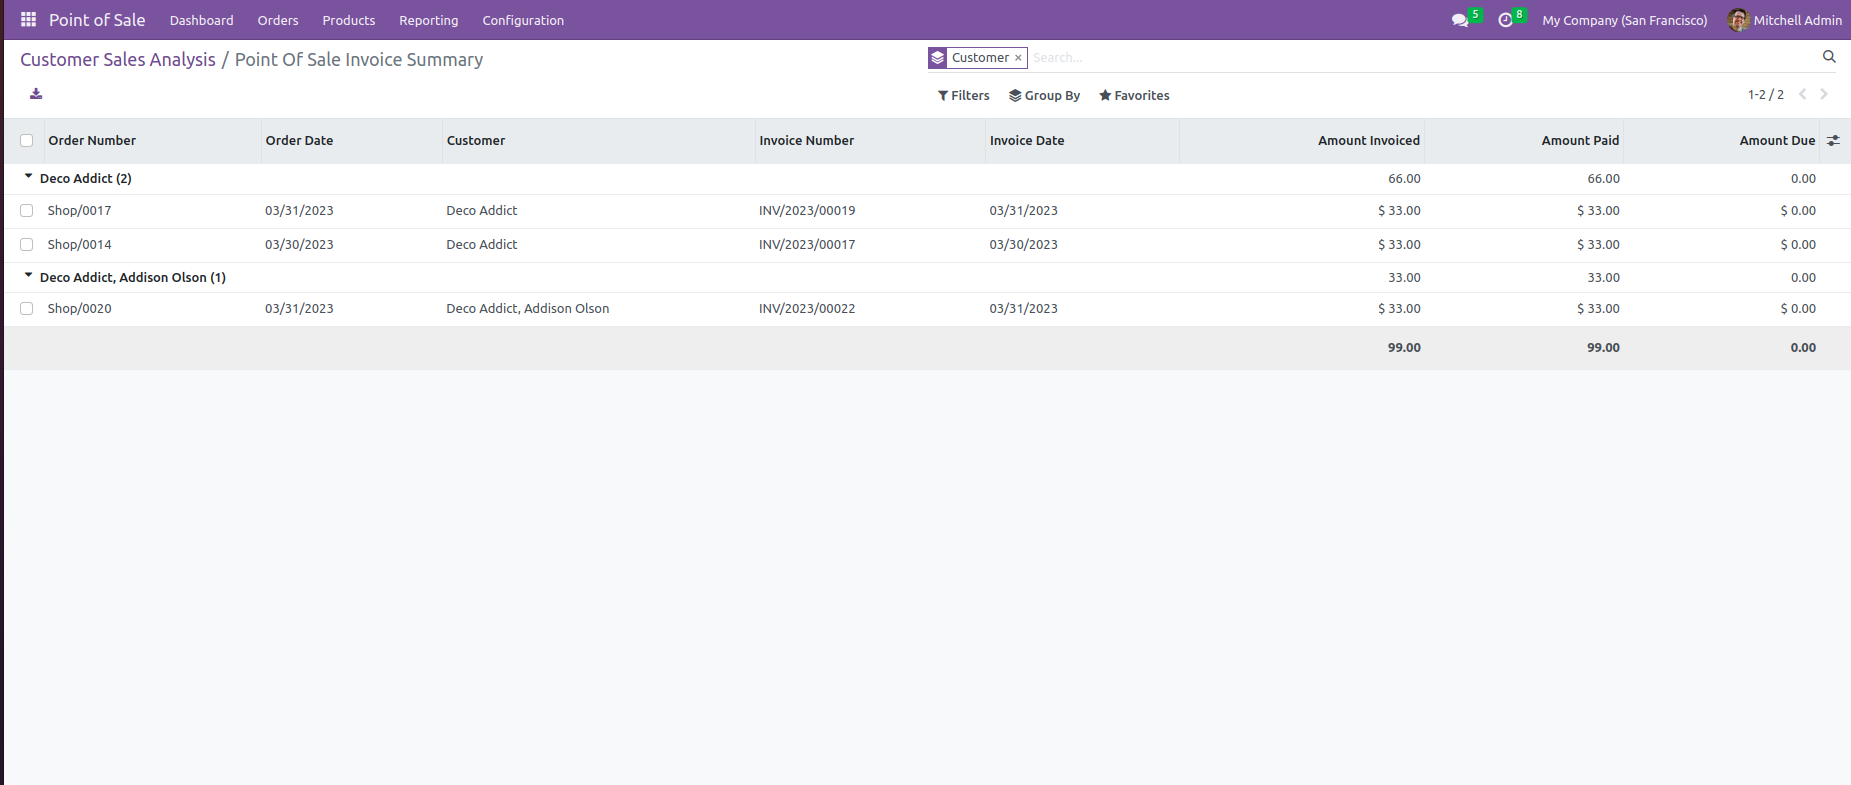 Point of Sale Dashboard Orders Products Reporting Configuration 5 8 My Company (San Francisco) Mitchell Admin
Customer Sales Analysis / Point Of Sale Invoice Summary Customer × Search...
Filters Group By Favorites 1-2 / 2
Order Number Order Date Customer Invoice Number Invoice Date Amount Invoiced Amount Paid Amount Due
Deco Addict (2) 66.00 66.00 0.00
Shop/0017 03/31/2023 Deco Addict INV/2023/00019 03/31/2023 $ 33.00 $ 33.00 $ 0.00
Shop/0014 03/30/2023 Deco Addict INV/2023/00017 03/30/2023 $ 33.00 $ 33.00 $ 0.00
Deco Addict, Addison Olson (1) 33.00 33.00 0.00
Shop/0020 03/31/2023 Deco Addict, Addison Olson INV/2023/00022 03/31/2023 $ 33.00 $ 33.00 $ 0.00
99.00 99.00 0.00